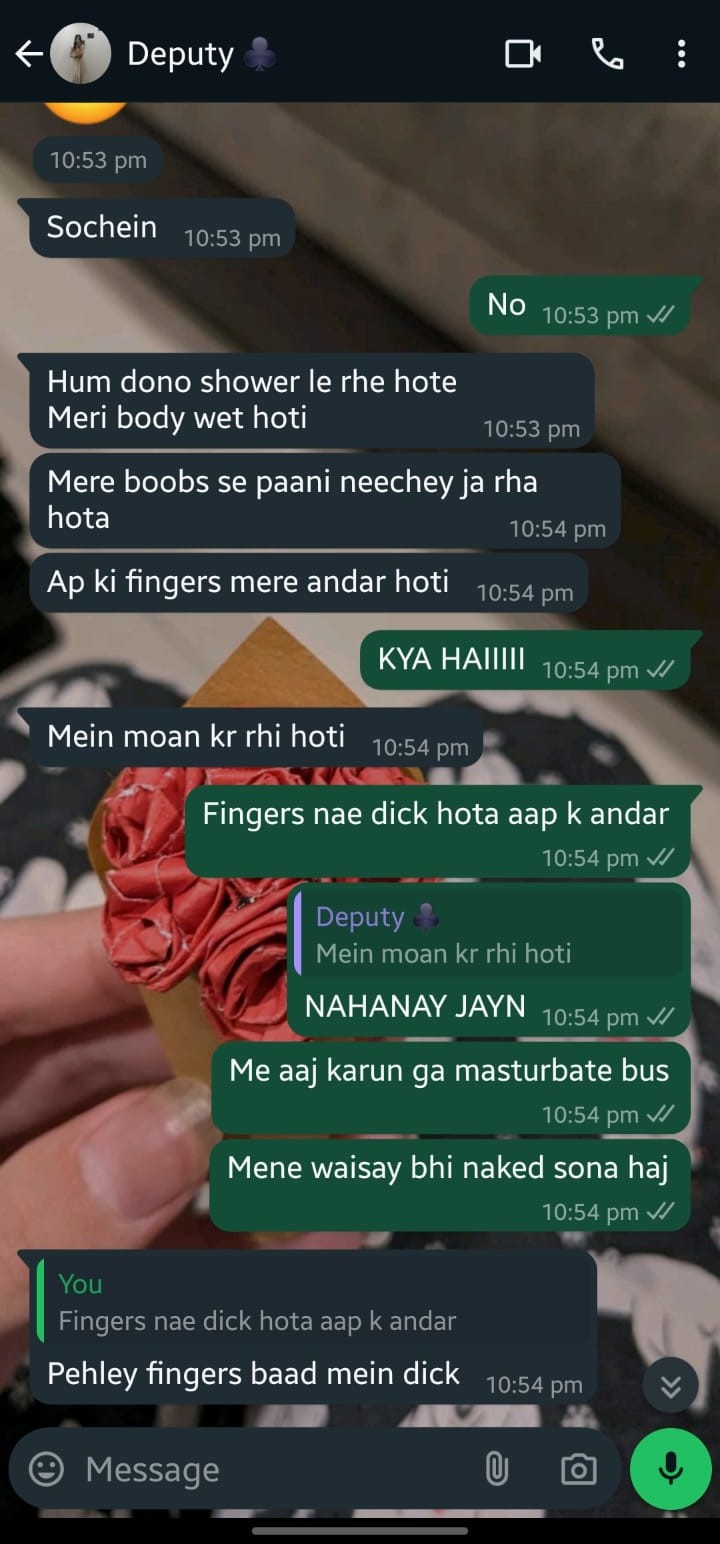 Deputy ♣
10:53 pm
Sochein 10:53 pm
No 10:53 pm
Hum dono shower le rhe hote
Meri body wet hoti 10:53 pm
Mere boobs se paani neechey ja rha
hota 10:54 pm
Ap ki fingers mere andar hoti 10:54 pm
KYA HAIIIII 10:54 pm
Mein moan kr rhi hoti 10:54 pm
Fingers nae dick hota aap k andar
10:54 pm
Deputy ♣
Mein moan kr rhi hoti
NAHANAY JAYN 10:54 pm
Me aaj karun ga masturbate bus
10:54 pm
Mene waisay bhi naked sona haj
10:54 pm
You
Fingers nae dick hota aap k andar
Pehley fingers baad mein dick 10:54 pm
Message